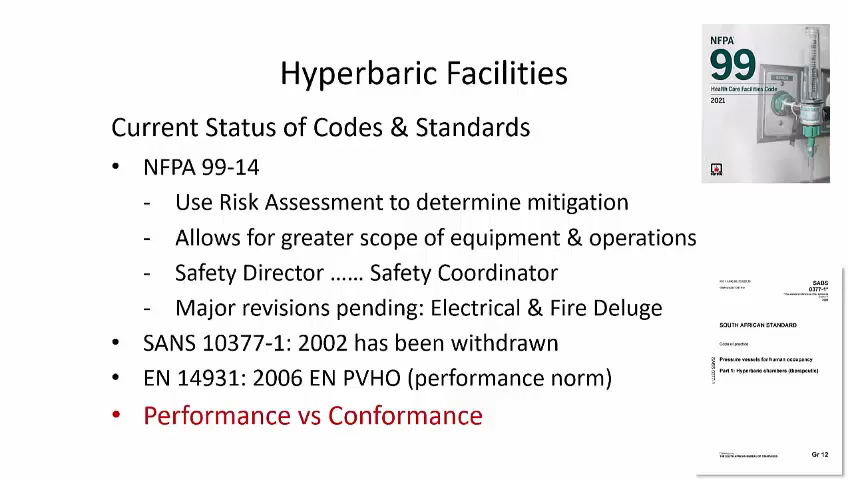 Hyperbaric Facilities
Current Status of Codes & Standards
• NFPA 99-14
- Use Risk Assessment to determine mitigation
- Allows for greater scope of equipment & operations
- Safety Director …… Safety Coordinator
- Major revisions pending: Electrical & Fire Deluge
• SANS 10377-1: 2002 has been withdrawn
• EN 14931: 2006 EN PVHO (performance norm)
• Performance vs Conformance
NFPA
99
Health Care Facilities Code
2021
NFPA
SABS
0377-1
SOUTH AFRICAN STANDARD
Code of practice
Pressure vessels for human occupancy
Part 1: Hyperbaric chambers (therapeutic)
Gr 12